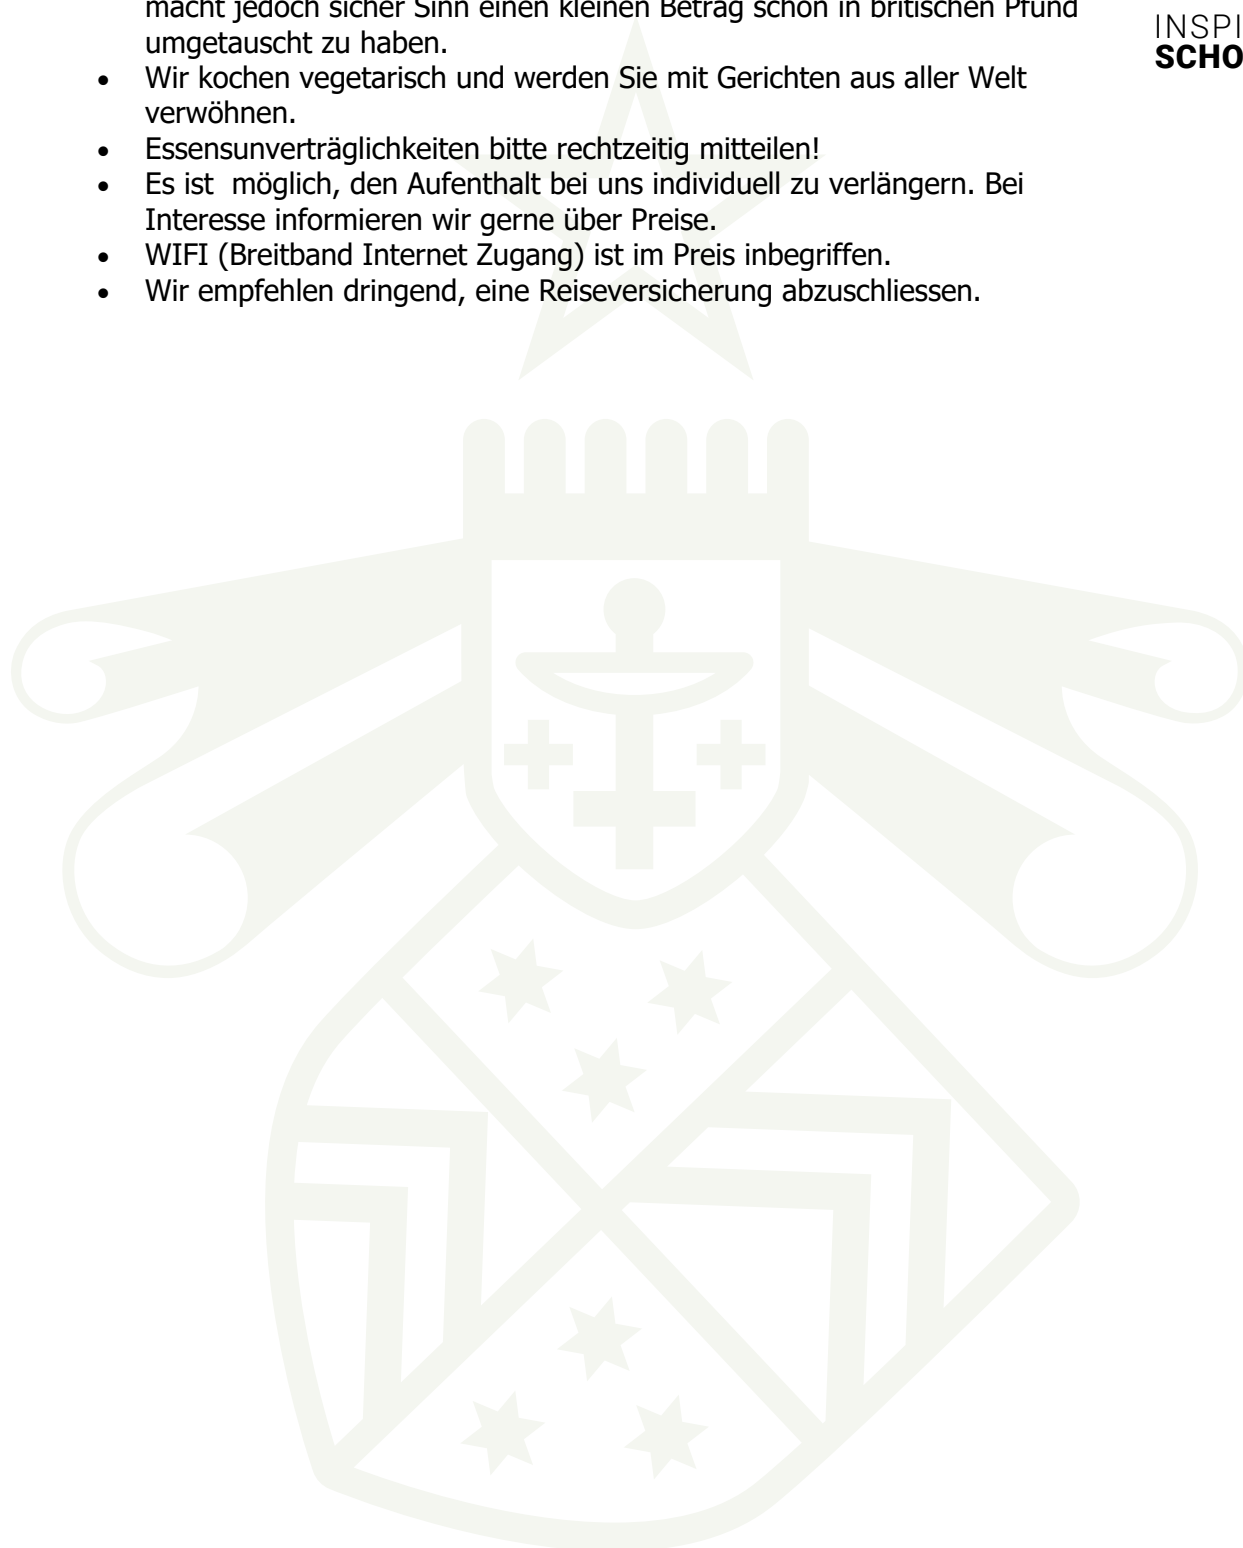 macht jedoch sicher Sinn einen kleinen Betrag schon in britischen Pfund
umgetauscht zu haben.
• Wir kochen vegetarisch und werden Sie mit Gerichten aus aller Welt
verwöhnen.
• Essensunverträglichkeiten bitte rechtzeitig mitteilen!
• Es ist  möglich, den Aufenthalt bei uns individuell zu verlängern. Bei
Interesse informieren wir gerne über Preise.
• WIFI (Breitband Internet Zugang) ist im Preis inbegriffen.
• Wir empfehlen dringend, eine Reiseversicherung abzuschliessen.
INSPI
SCHO